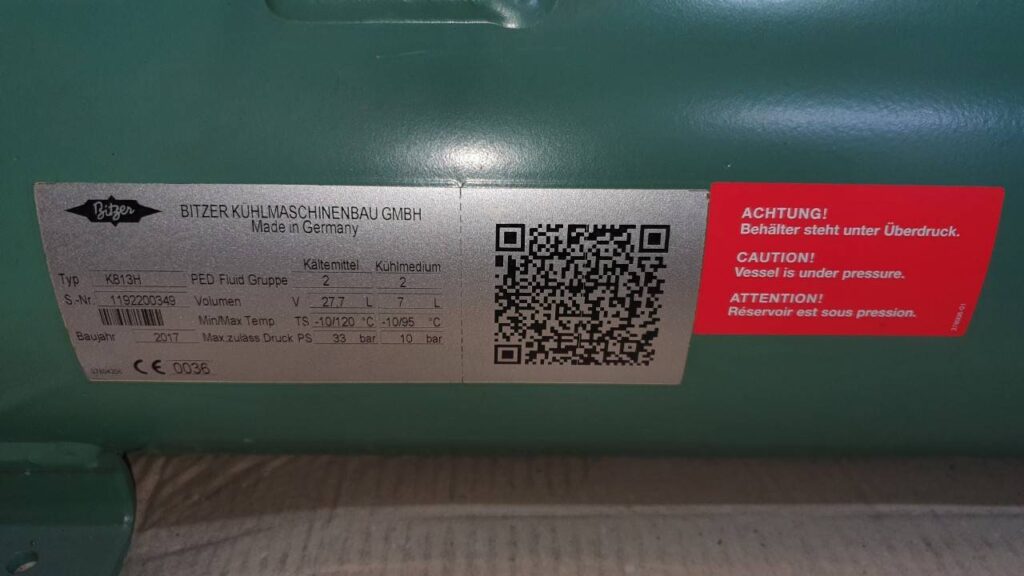 Bitzer
BITZER KÜHLMASCHINENBAU GMBH
Made in Germany
Kältemittel Kühlmedium
Typ K813H PED Fluid Gruppe 2 2
S.-Nr. 1192200349 Volumen V 27,7 L 7 L
Min/Max Temp TS -10/120 °C -10/95 °C
Baujahr 2017 Max.zuläss Druck PS 33 bar 10 bar
CE 0036
ACHTUNG!
Behälter steht unter Überdruck.
CAUTION!
Vessel is under pressure.
ATTENTION!
Réservoir est sous pression.